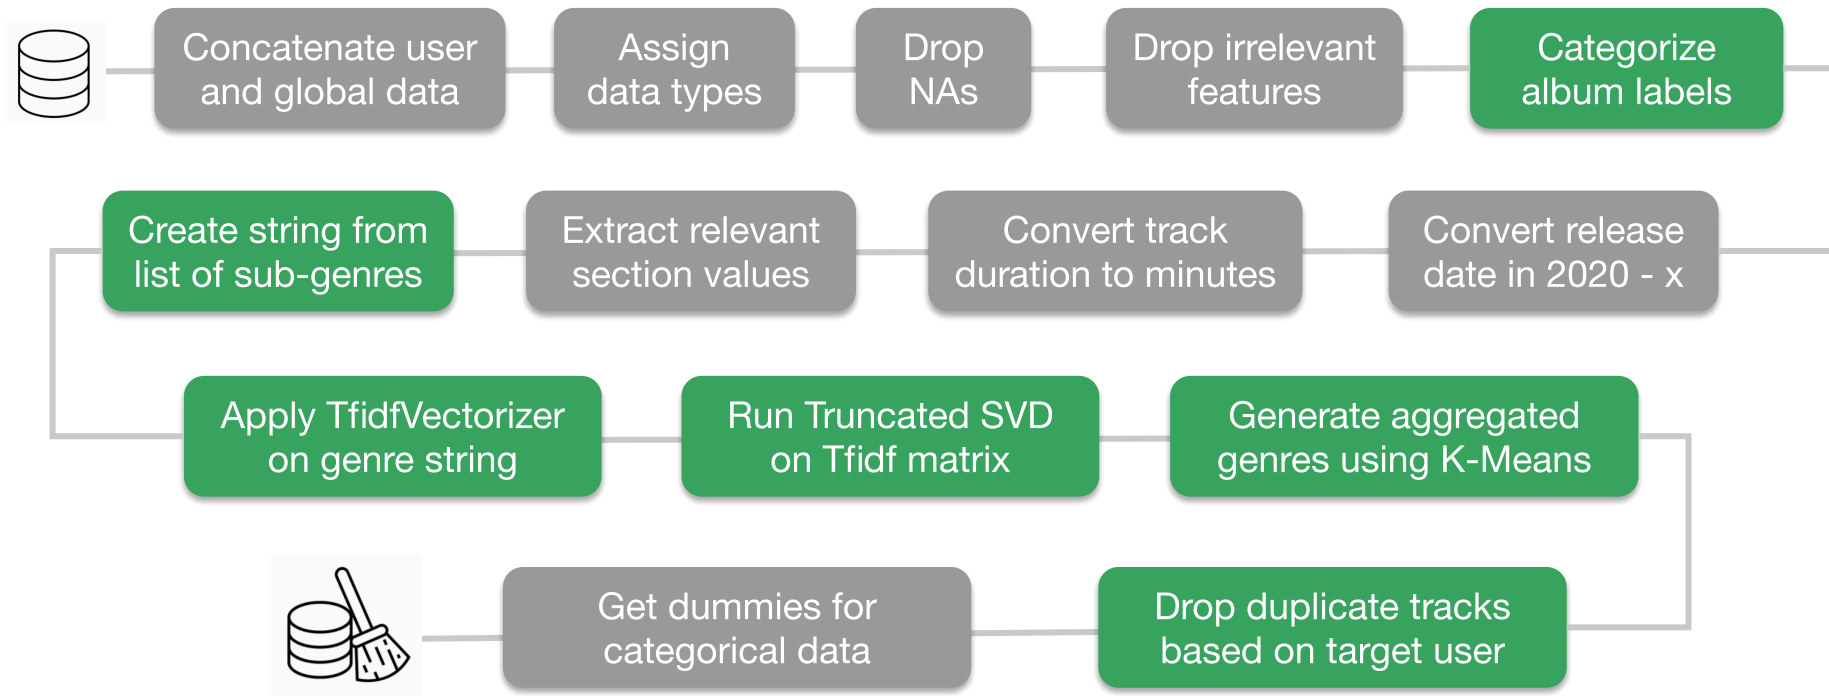 Concatenate user
and global data
Assign
data types
Drop
NAs
Drop irrelevant
features
Categorize
album labels
Create string from
list of sub-genres
Extract relevant
section values
Convert track
duration to minutes
Convert release
date in 2020 - x
Apply TfidfVectorizer
on genre string
Run Truncated SVD
on Tfidf matrix
Generate aggregated
genres using K-Means
Get dummies for
categorical data
Drop duplicate tracks
based on target user